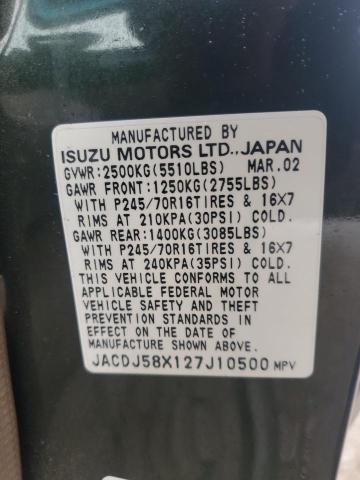 MANUFACTURED BY
ISUZU MOTORS LTD., JAPAN
GVWR:2500KG(5510LBS) MAR.02
GAWR FRONT:1250KG(2755LBS)
WITH P245/70R16TIRES & 16X7
RIMS AT 210KPA(30PSI) COLD.
GAWR REAR:1400KG(3085LBS)
WITH P245/70R16TIRES & 16X7
RIMS AT 240KPA(35PSI) COLD.
THIS VEHICLE CONFORMS TO ALL
APPLICABLE FEDERAL MOTOR
VEHICLE SAFETY AND THEFT
PREVENTION STANDARDS IN
EFFECT ON THE DATE OF
MANUFACTURE SHOWN ABOVE.
JACDJ58X127J10500 MPV